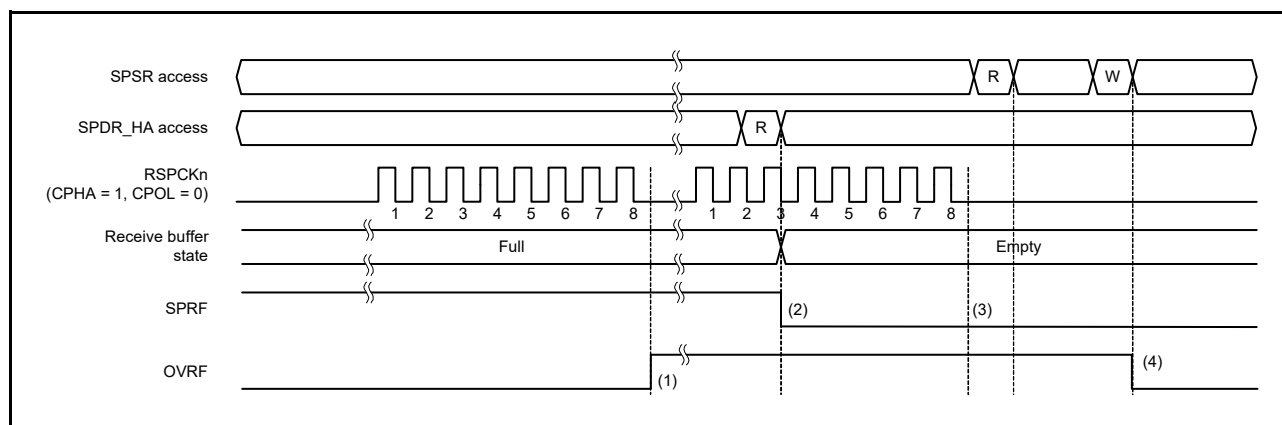 SPSR access
R
W
SPDR_HA access
R
RSPCKn
(CPHA = 1, CPOL = 0)
1 2 3 4 5 6 7 8 1 2 3 4 5 6 7 8
Receive buffer
state
Full
Empty
SPRF
(2)
(3)
OVRF
(1)
(4)